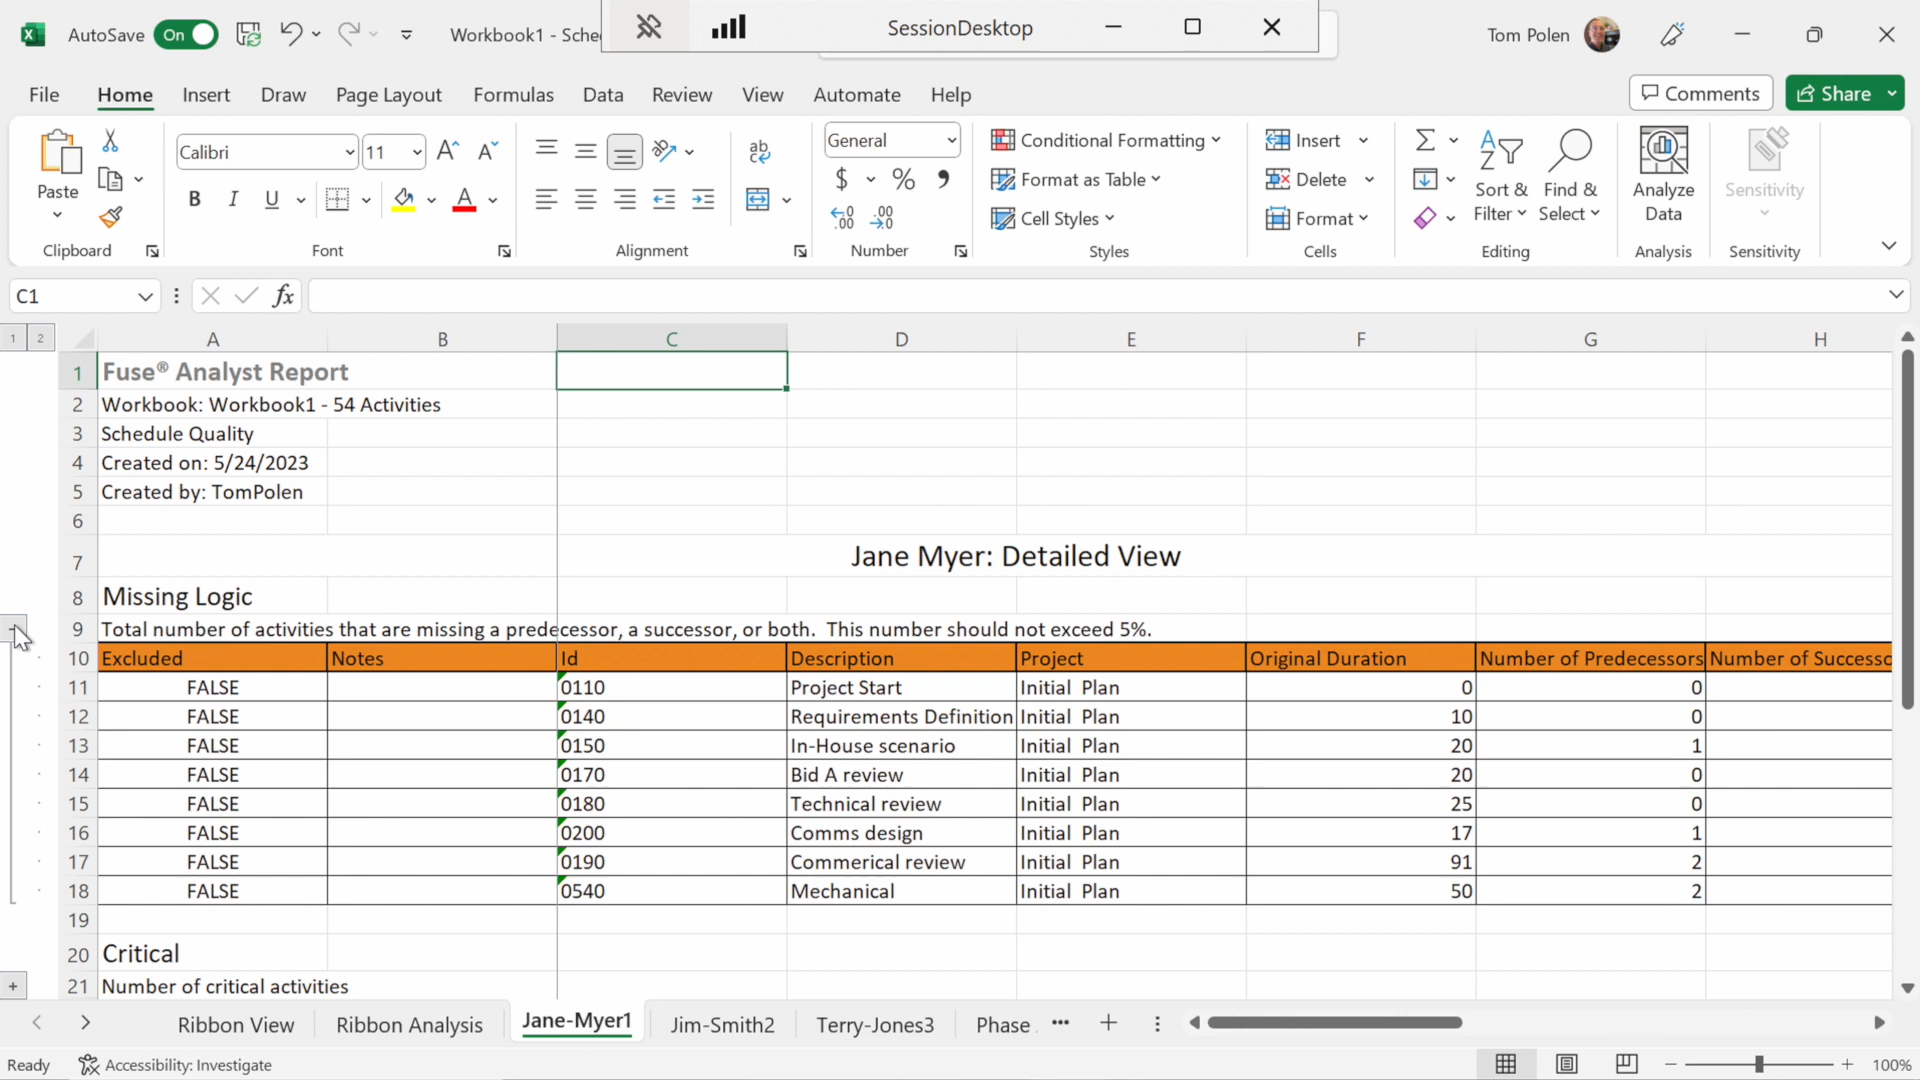 AutoSave On Workbook1 - Sche SessionDesktop Tom Polen
File Home Insert Draw Page Layout Formulas Data Review View Automate Help Comments Share
Paste
Clipboard
Calibri 11
B I U A
Font
Alignment
General
$ % 9
Number
Conditional Formatting
Format as Table
Cell Styles
Styles
Insert
Delete
Format
Cells
Sort & Filter
Find & Select
Editing
Analyze Data
Analysis
Sensitivity
Sensitivity
C1 fx
1 2 A B C D E F G H
1 Fuse® Analyst Report
2 Workbook: Workbook1 - 54 Activities
3 Schedule Quality
4 Created on: 5/24/2023
5 Created by: TomPolen
6
7 Jane Myer: Detailed View
8 Missing Logic
9 Total number of activities that are missing a predecessor, a successor, or both. This number should not exceed 5%.
10 Excluded Notes Id Description Project Original Duration Number of Predecessors Number of Successo
11 FALSE 0110 Project Start Initial Plan 0 0
12 FALSE 0140 Requirements Definition Initial Plan 10 0
13 FALSE 0150 In-House scenario Initial Plan 20 1
14 FALSE 0170 Bid A review Initial Plan 20 0
15 FALSE 0180 Technical review Initial Plan 25 0
16 FALSE 0200 Comms design Initial Plan 17 1
17 FALSE 0190 Commerical review Initial Plan 91 2
18 FALSE 0540 Mechanical Initial Plan 50 2
19
20 Critical
21 Number of critical activities
Ribbon View Ribbon Analysis Jane-Myer1 Jim-Smith2 Terry-Jones3 Phase ...
Ready Accessibility: Investigate 100%